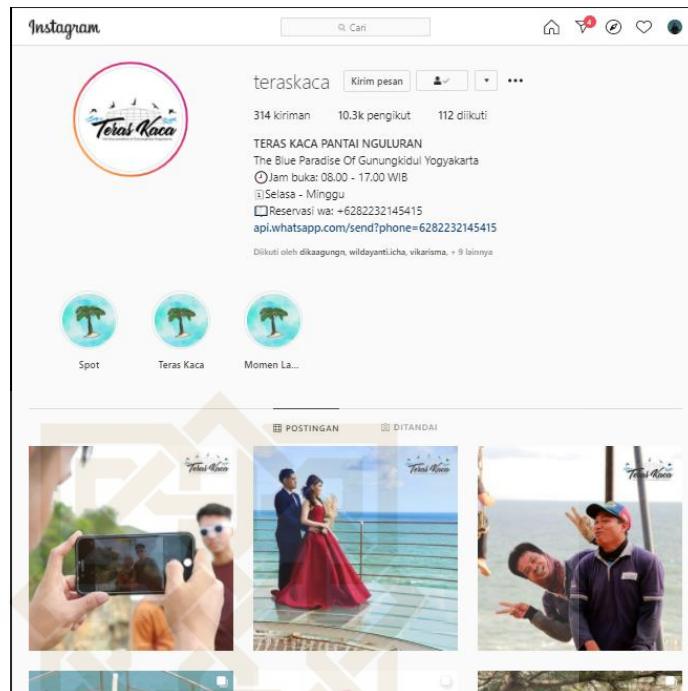 Instagram
Cari
4
Teras Kaca
teraskaca
Kirim pesan
314 kiriman 10.3k pengikut 112 diikuti
TERAS KACA PANTAI NGULURAN
The Blue Paradise Of Gunungkidul Yogyakarta
Jam buka: 08.00 - 17.00 WIB
Selasa - Minggu
Reservasi wa: +6282232145415
api.whatsapp.com/send?phone=6282232145415
Diikuti oleh dikaagungn, wildayanti.icha, vikarisma, + 9 lainnya
Spot Teras Kaca Momen La...
POSTINGAN DITANDAI
Teras Kaca
Teras Kaca
Teras Kaca